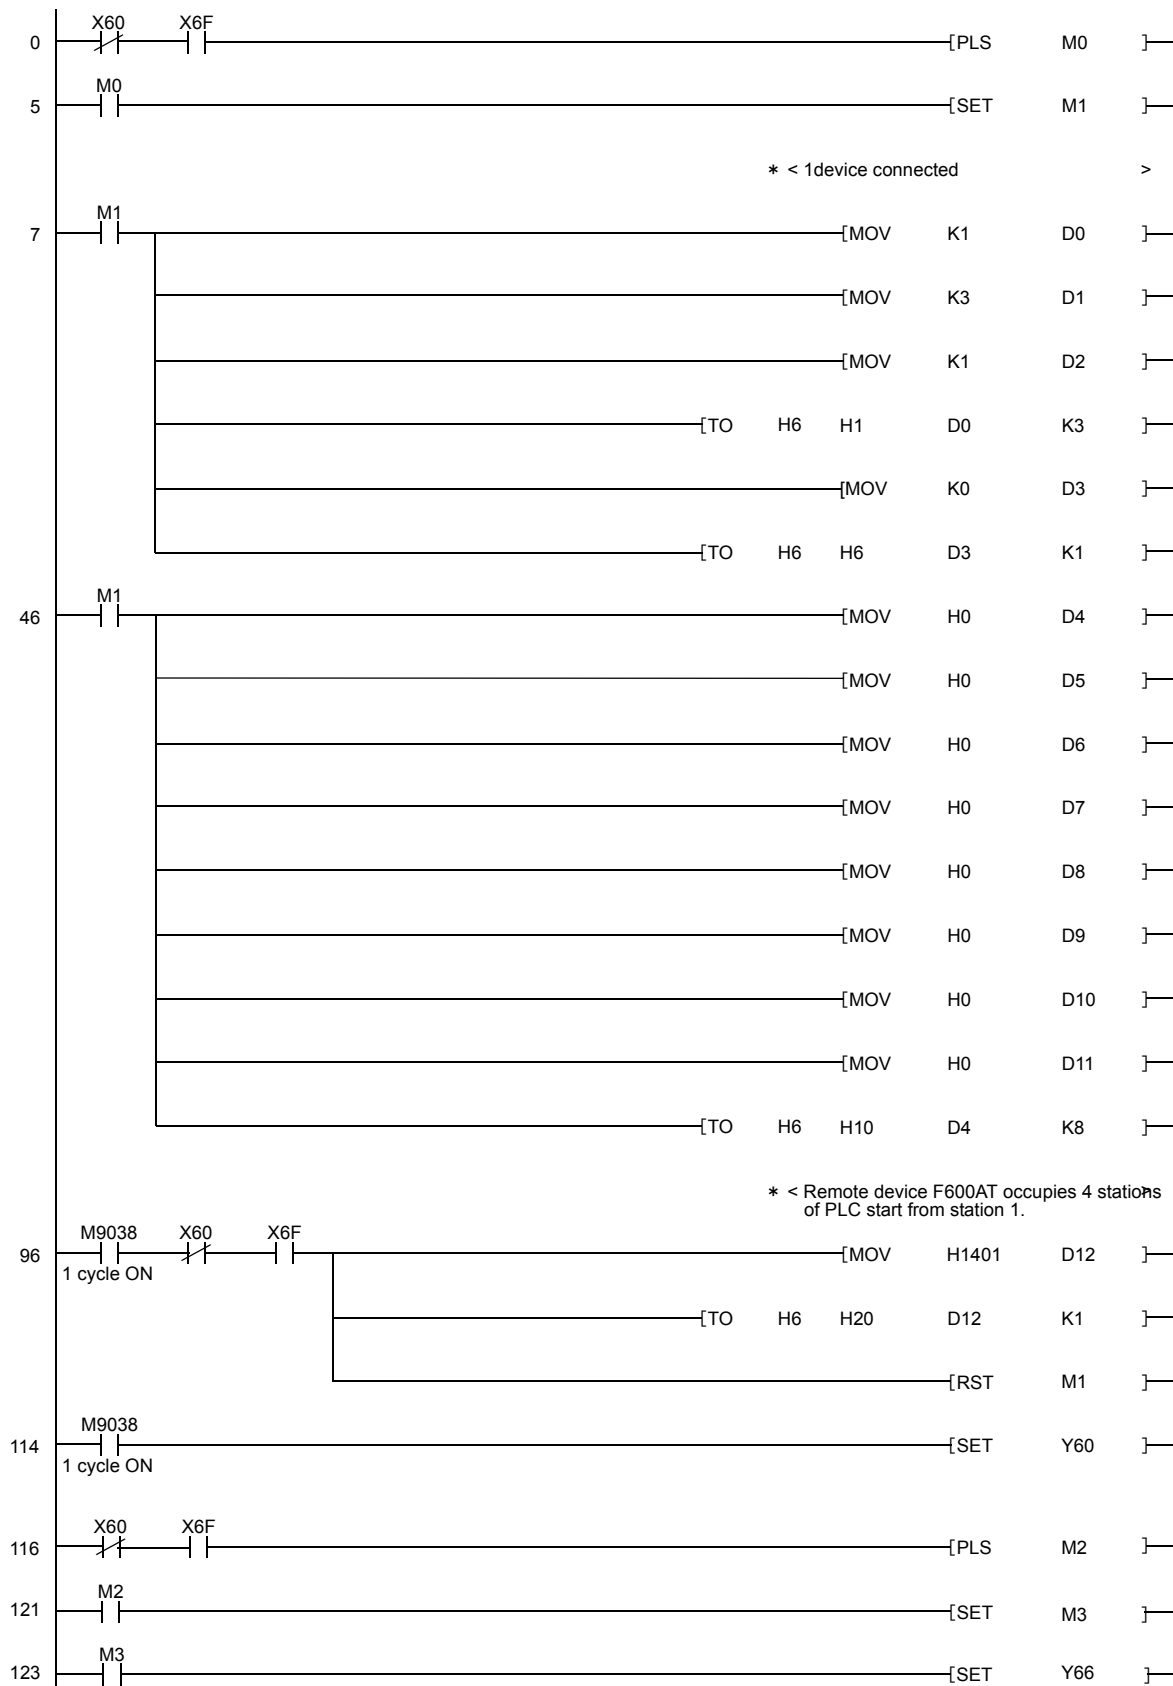 X60 X6F
0 [PLS M0 ]
M0
5 [SET M1 ]
* < 1device connected >
M1
7 [MOV K1 D0 ]
[MOV K3 D1 ]
[MOV K1 D2 ]
[TO H6 H1 D0 K3 ]
[MOV K0 D3 ]
[TO H6 H6 D3 K1 ]
M1
46 [MOV H0 D4 ]
[MOV H0 D5 ]
[MOV H0 D6 ]
[MOV H0 D7 ]
[MOV H0 D8 ]
[MOV H0 D9 ]
[MOV H0 D10 ]
[MOV H0 D11 ]
[TO H6 H10 D4 K8 ]
* < Remote device F600AT occupies 4 stations >
of PLC start from station 1.
M9038 X60 X6F
96 [MOV H1401 D12 ]
1 cycle ON
[TO H6 H20 D12 K1 ]
[RST M1 ]
M9038
114 [SET Y60 ]
1 cycle ON
X60 X6F
116 [PLS M2 ]
M2
121 [SET M3 ]
M3
123 [SET Y66 ]